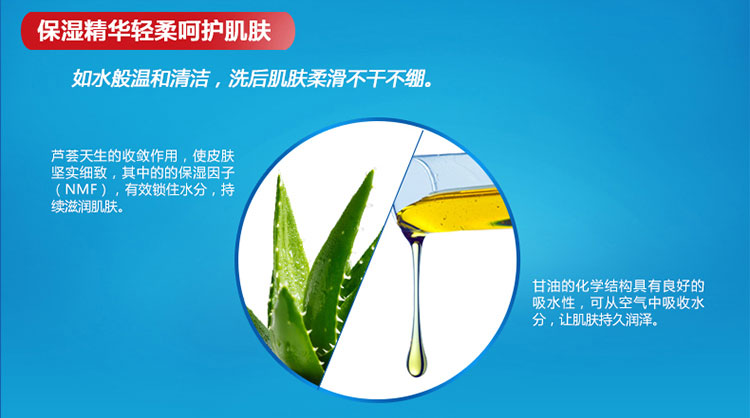 保湿精华轻柔呵护肌肤
如水般温和清洁，洗后肌肤柔滑不干不绷。
芦荟天生的收敛作用，使皮肤
坚实细致，其中的的保湿因子
（NMF），有效锁住水分，持
续滋润肌肤。
甘油的化学结构具有良好的
吸水性，可从空气中吸收水
分，让肌肤持久润泽。